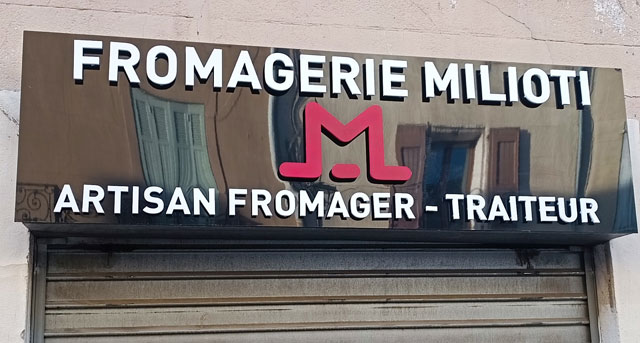 FROMAGERIE MILIOTI
M
ARTISAN FROMAGER - TRAITEUR